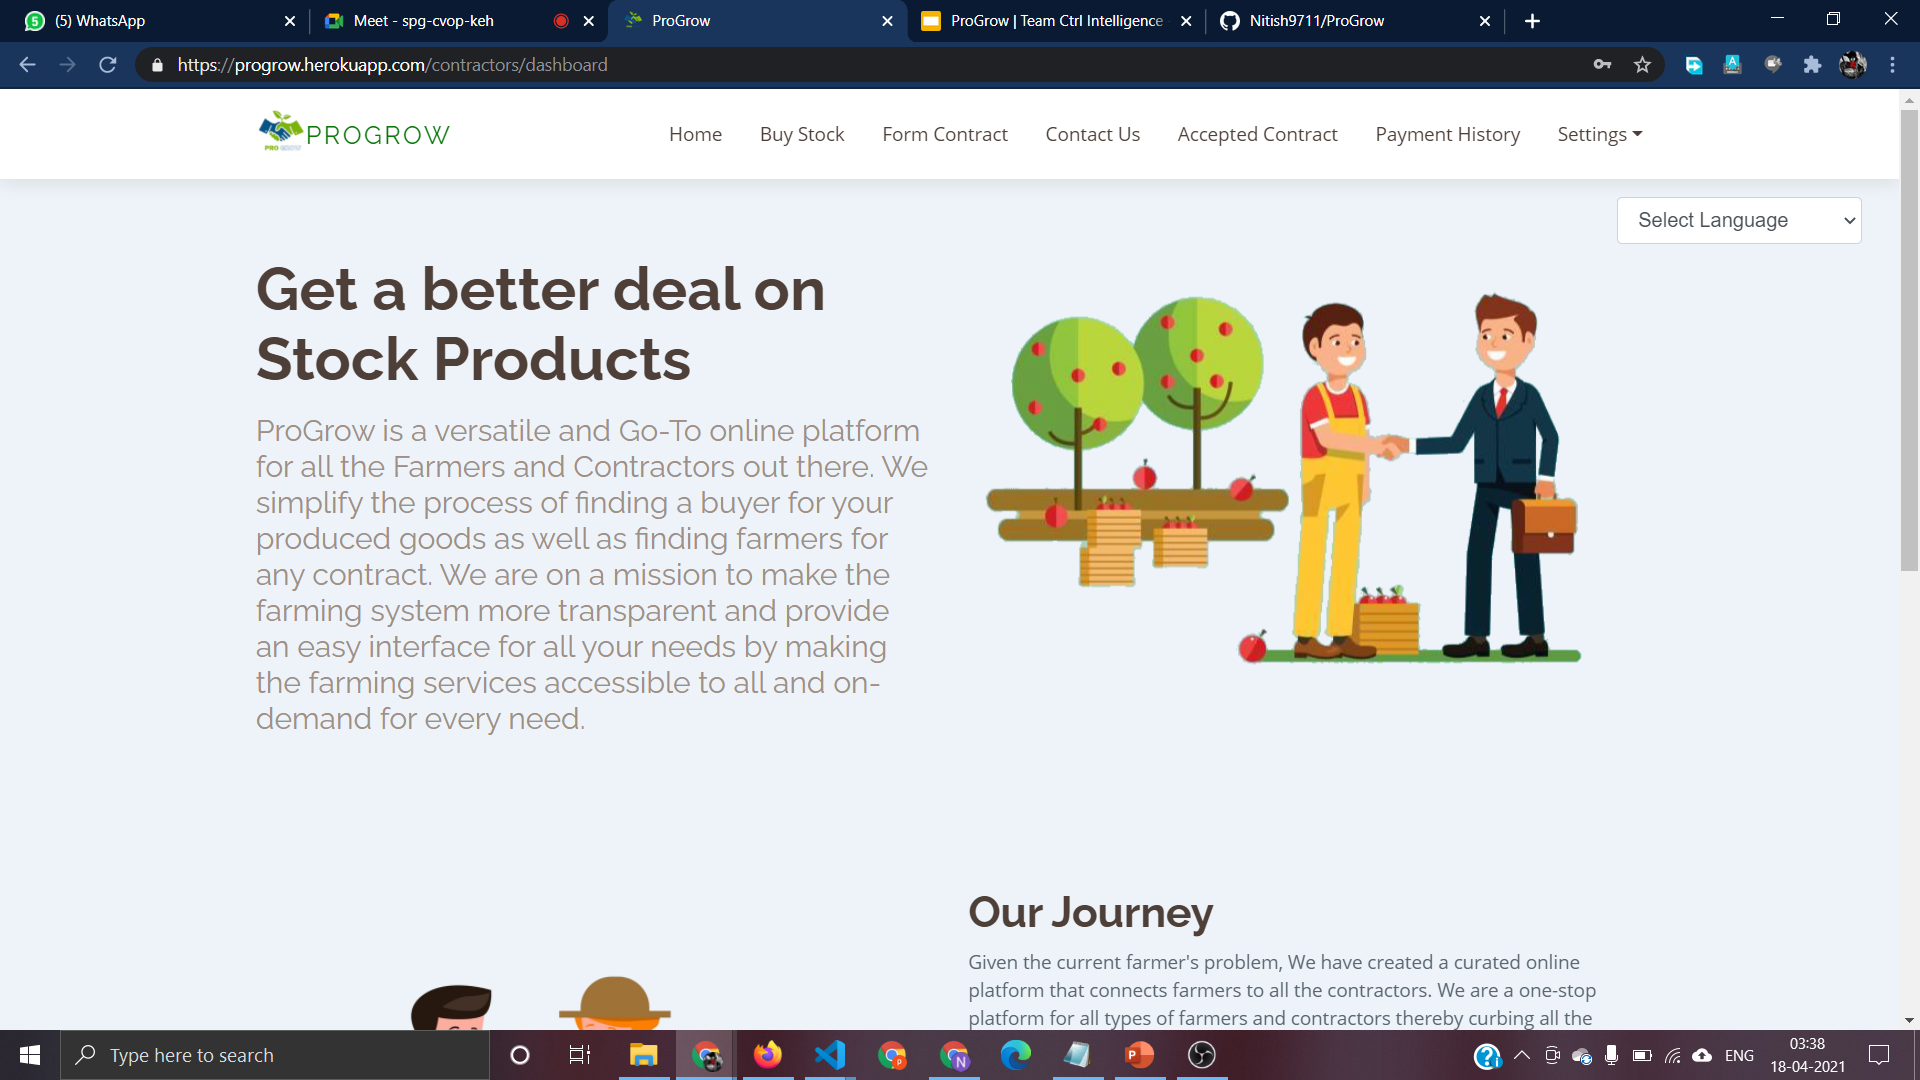 (5) WhatsApp
Meet - spg-cvop-keh
ProGrow
ProGrow | Team Ctrl Intelligence
Nitish9711/ProGrow
https://progrow.herokuapp.com/contractors/dashboard
PRO GROW
PROGROW
Home
Buy Stock
Form Contract
Contact Us
Accepted Contract
Payment History
Settings
Select Language
Get a better deal on
Stock Products
ProGrow is a versatile and Go-To online platform
for all the Farmers and Contractors out there. We
simplify the process of finding a buyer for your
produced goods as well as finding farmers for
any contract. We are on a mission to make the
farming system more transparent and provide
an easy interface for all your needs by making
the farming services accessible to all and on-
demand for every need.
Our Journey
Given the current farmer's problem, We have created a curated online
platform that connects farmers to all the contractors. We are a one-stop
platform for all types of farmers and contractors thereby curbing all the
Type here to search
ENG
03:38
18-04-2021